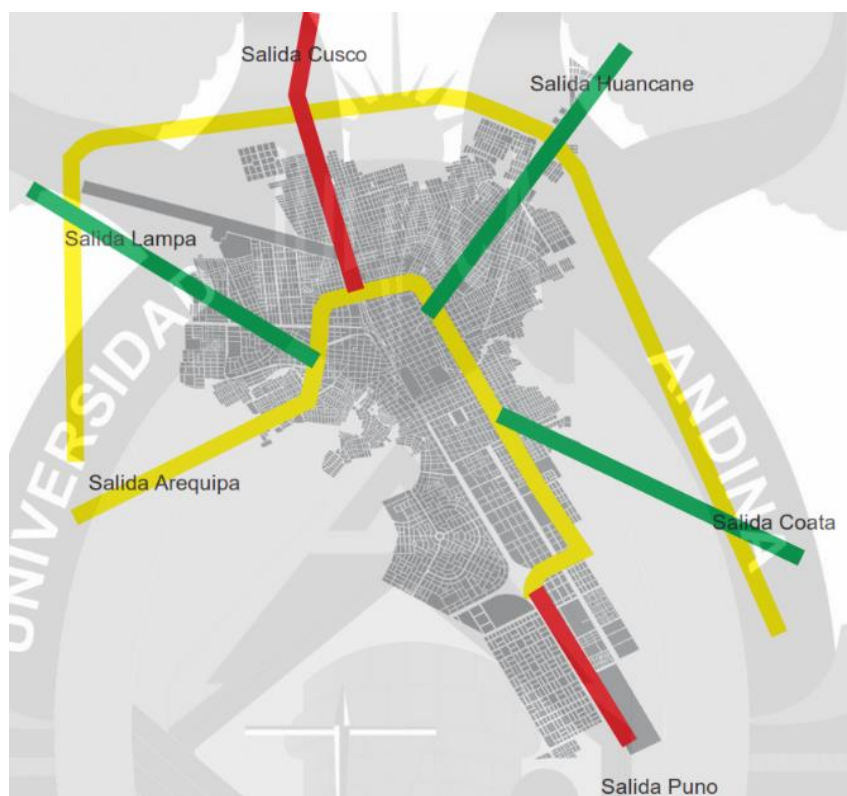 Salida Cusco
Salida Huancane
Salida Lampa
Salida Arequipa
Salida Coata
Salida Puno
UNIVERSIDAD
ANDINA